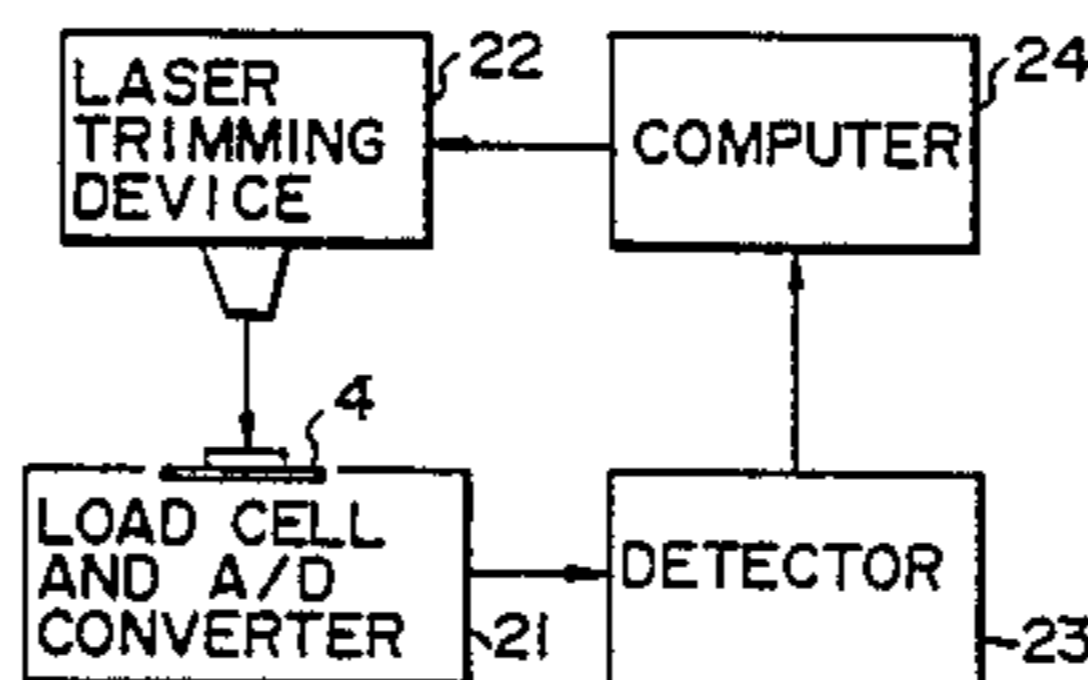 LASER
TRIMMING
DEVICE
22
COMPUTER
24
4
LOAD CELL
AND A/D
CONVERTER
21
DETECTOR
23